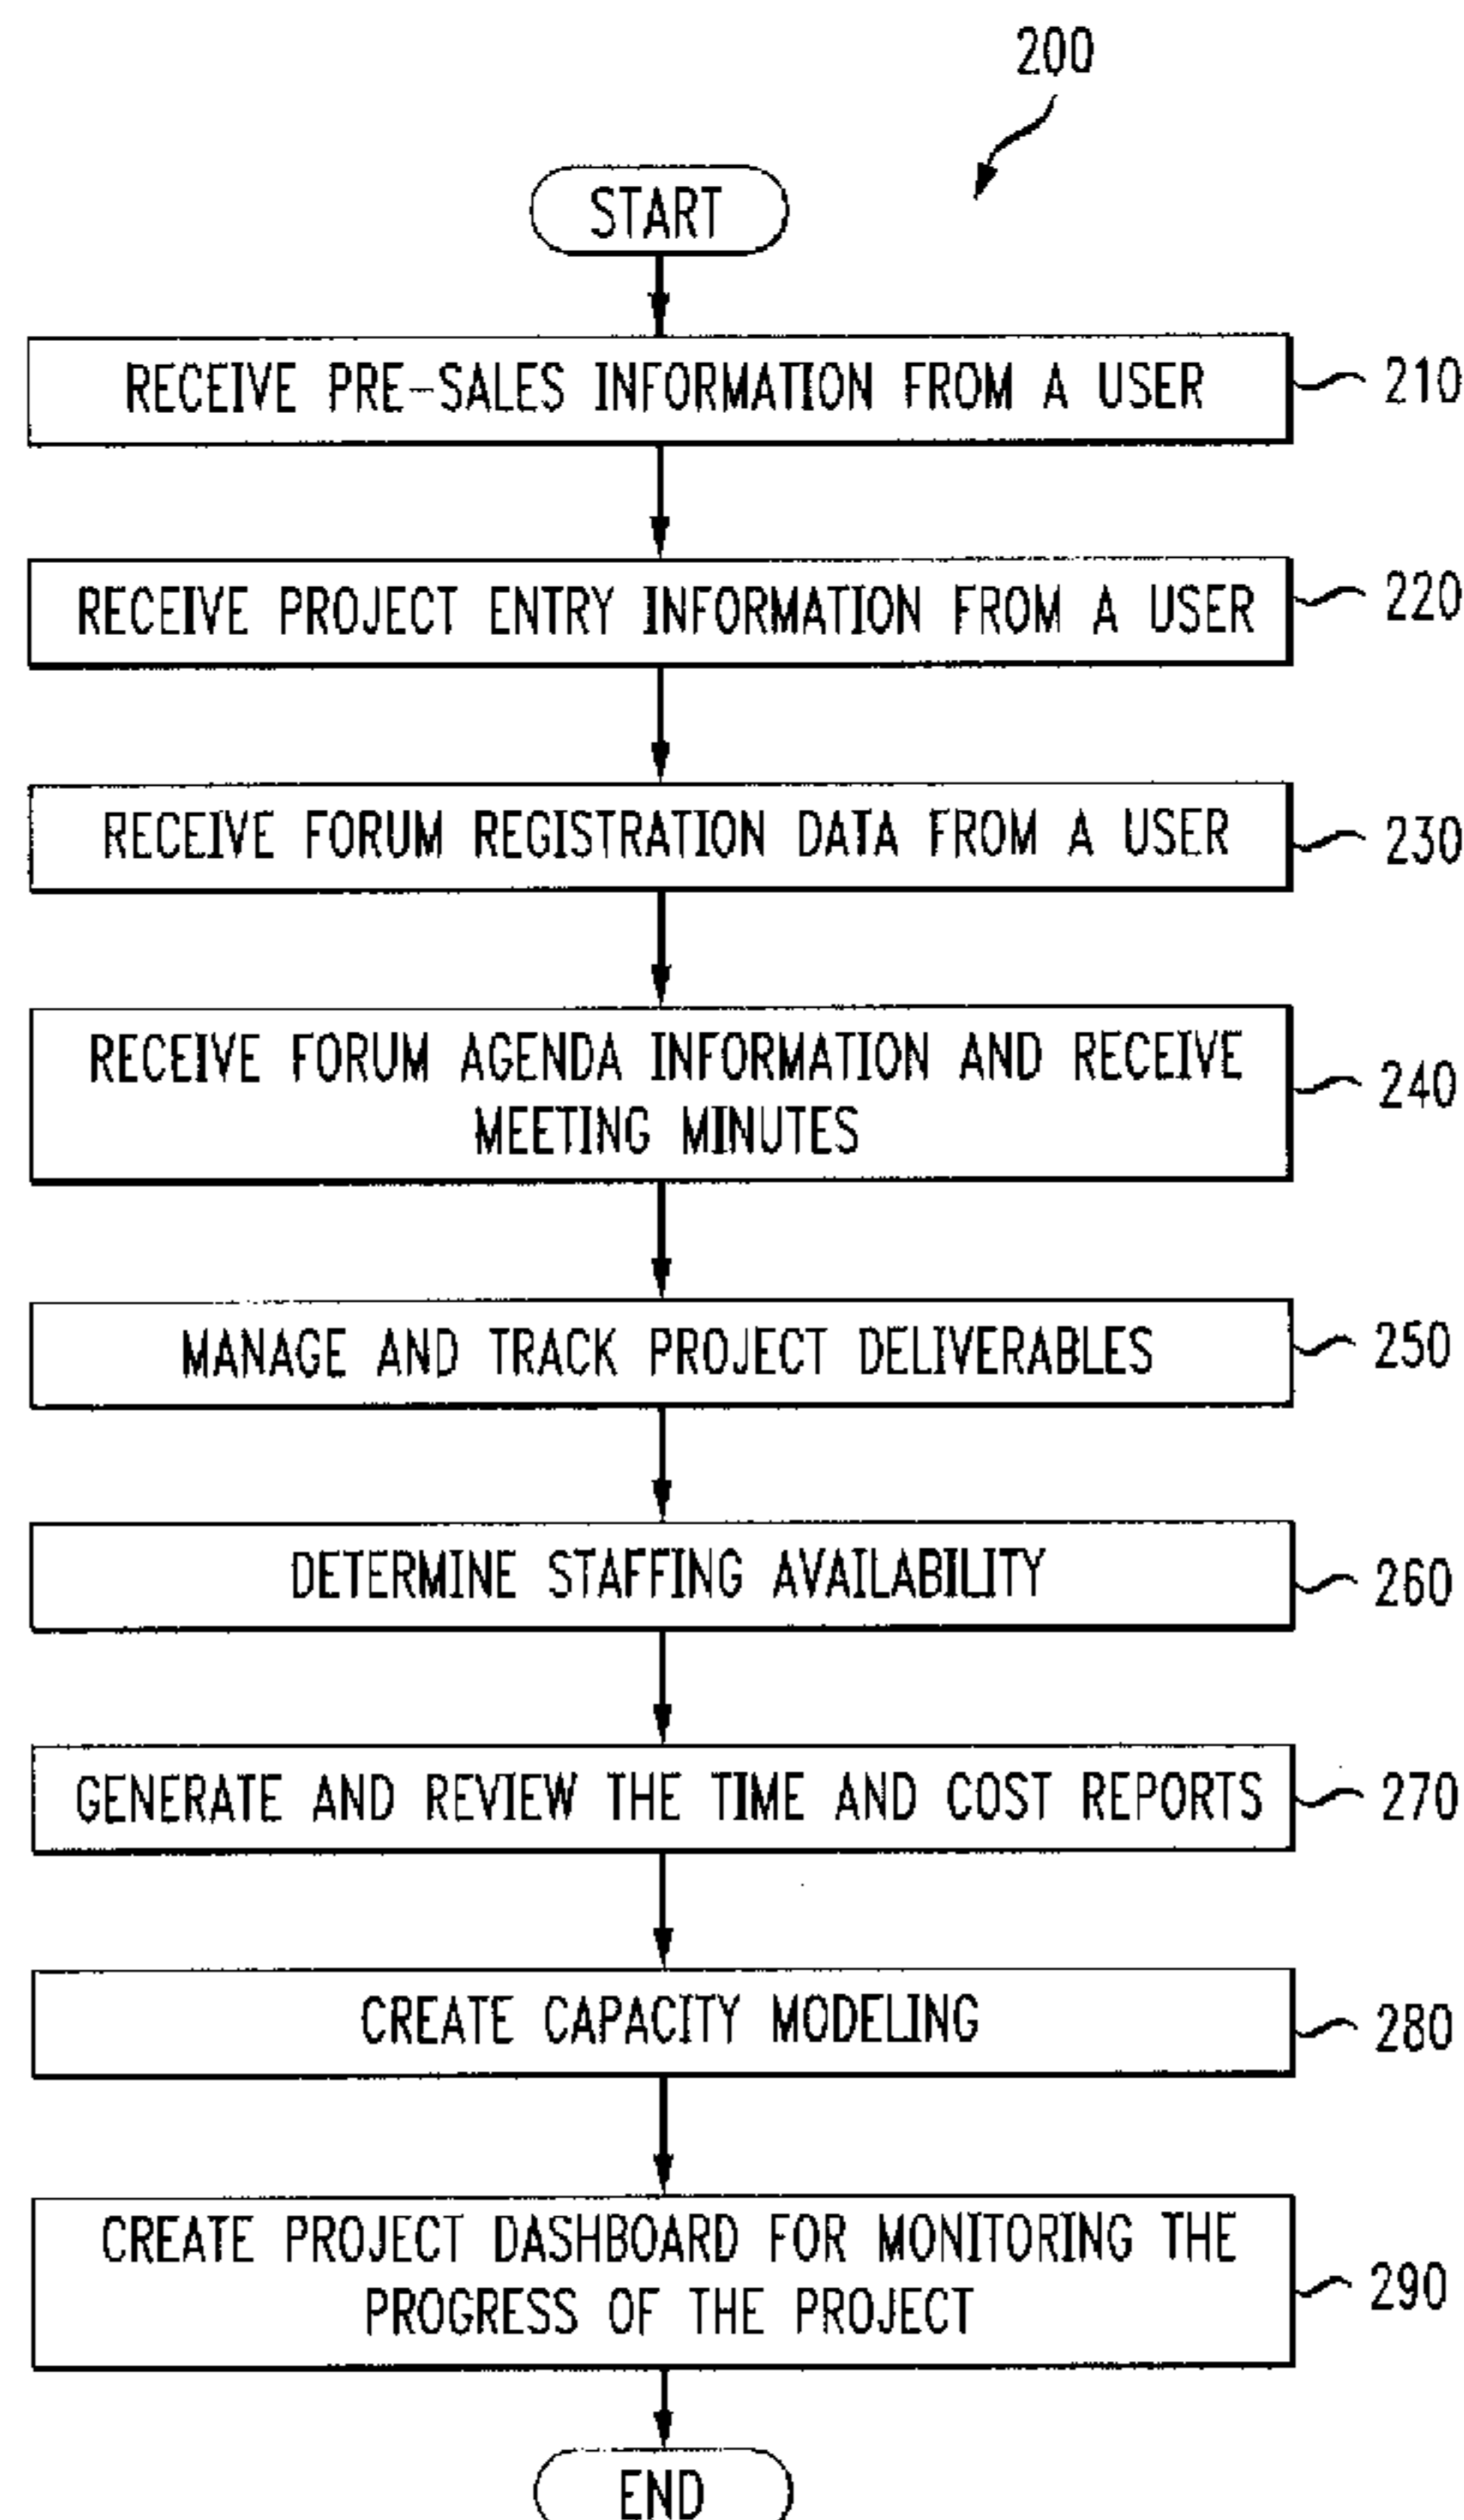 200
START
RECEIVE PRE-SALES INFORMATION FROM A USER
210
RECEIVE PROJECT ENTRY INFORMATION FROM A USER
220
RECEIVE FORUM REGISTRATION DATA FROM A USER
230
RECEIVE FORUM AGENDA INFORMATION AND RECEIVE
MEETING MINUTES
240
MANAGE AND TRACK PROJECT DELIVERABLES
250
DETERMINE STAFFING AVAILABILITY
260
GENERATE AND REVIEW THE TIME AND COST REPORTS
270
CREATE CAPACITY MODELING
280
CREATE PROJECT DASHBOARD FOR MONITORING THE
PROGRESS OF THE PROJECT
290
END